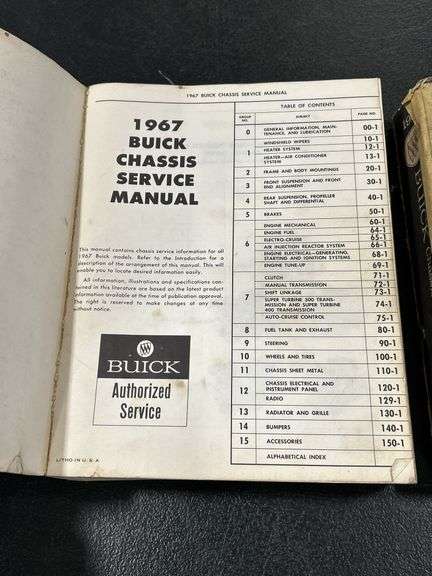 1967 BUICK CHASSIS SERVICE MANUAL
1967
BUICK
CHASSIS
SERVICE
MANUAL
This manual contains chassis service information for all
1967 Buick models. Refer to the Introduction for a
description of the arrangement of this manual. This will
enable you to locate desired information easily.
All information, illustrations and specifications con-
tained in this literature are based on the latest product
information available at the time of publication approval.
The right is reserved to make changes at any time
without notice.
BUICK
Authorized
Service
LITHO IN U.S.A.
TABLE OF CONTENTS
GROUP NO. SUBJECT PAGE NO.
0 GENERAL INFORMATION, MAIN-
TENANCE, AND LUBRICATION 00-1
1 WINDSHIELD WIPERS 10-1
HEATER SYSTEM 12-1
HEATER-AIR CONDITIONER
SYSTEM 13-1
2 FRAME AND BODY MOUNTINGS 20-1
3 FRONT SUSPENSION AND FRONT
END ALIGNMENT 30-1
4 REAR SUSPENSION, PROPELLER
SHAFT AND DIFFERENTIAL 40-1
5 BRAKES 50-1
6 ENGINE MECHANICAL 60-1
ENGINE FUEL 64-1
ELECTRO-CRUISE 65-1
AIR INJECTION REACTOR SYSTEM 66-1
ENGINE ELECTRICAL-GENERATING,
STARTING AND IGNITION SYSTEMS 68-1
ENGINE TUNE-UP 69-1
7 CLUTCH 71-1
MANUAL TRANSMISSION 72-1
SHIFT LINKAGE 73-1
SUPER TURBINE 300 TRANS-
MISSION AND SUPER TURBINE
400 TRANSMISSION 74-1
AUTO-CRUISE CONTROL 75-1
8 FUEL TANK AND EXHAUST 80-1
9 STEERING 90-1
10 WHEELS AND TIRES 100-1
11 CHASSIS SHEET METAL 110-1
12 CHASSIS ELECTRICAL AND
INSTRUMENT PANEL 120-1
RADIO 129-1
13 RADIATOR AND GRILLE 130-1
14 BUMPERS 140-1
15 ACCESSORIES 150-1
ALPHABETICAL INDEX